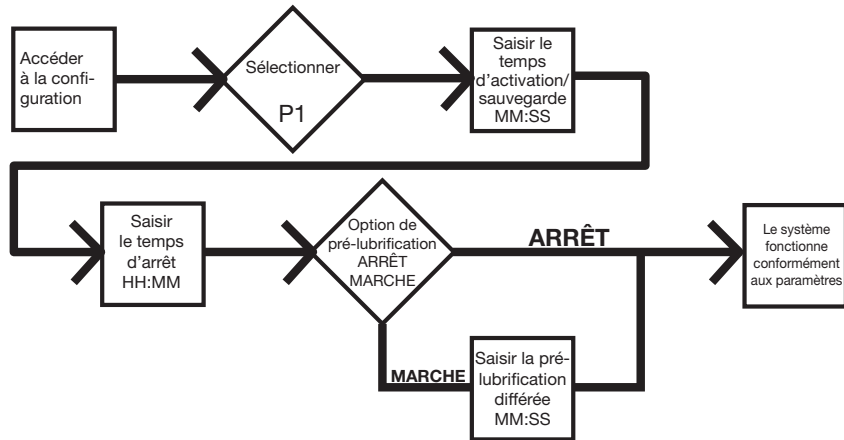 Accéder
à la confi-
guration
Sélectionner
P1
Saisir le
temps
d'activation/
sauvegarde
MM:SS
Saisir
le temps
d'arrêt
HH:MM
Option de
pré-lubrification
ARRÊT
MARCHE
ARRÊT
Le système
fonctionne
conformément
aux paramètres
MARCHE
Saisir la pré-
lubrification
différée
MM:SS